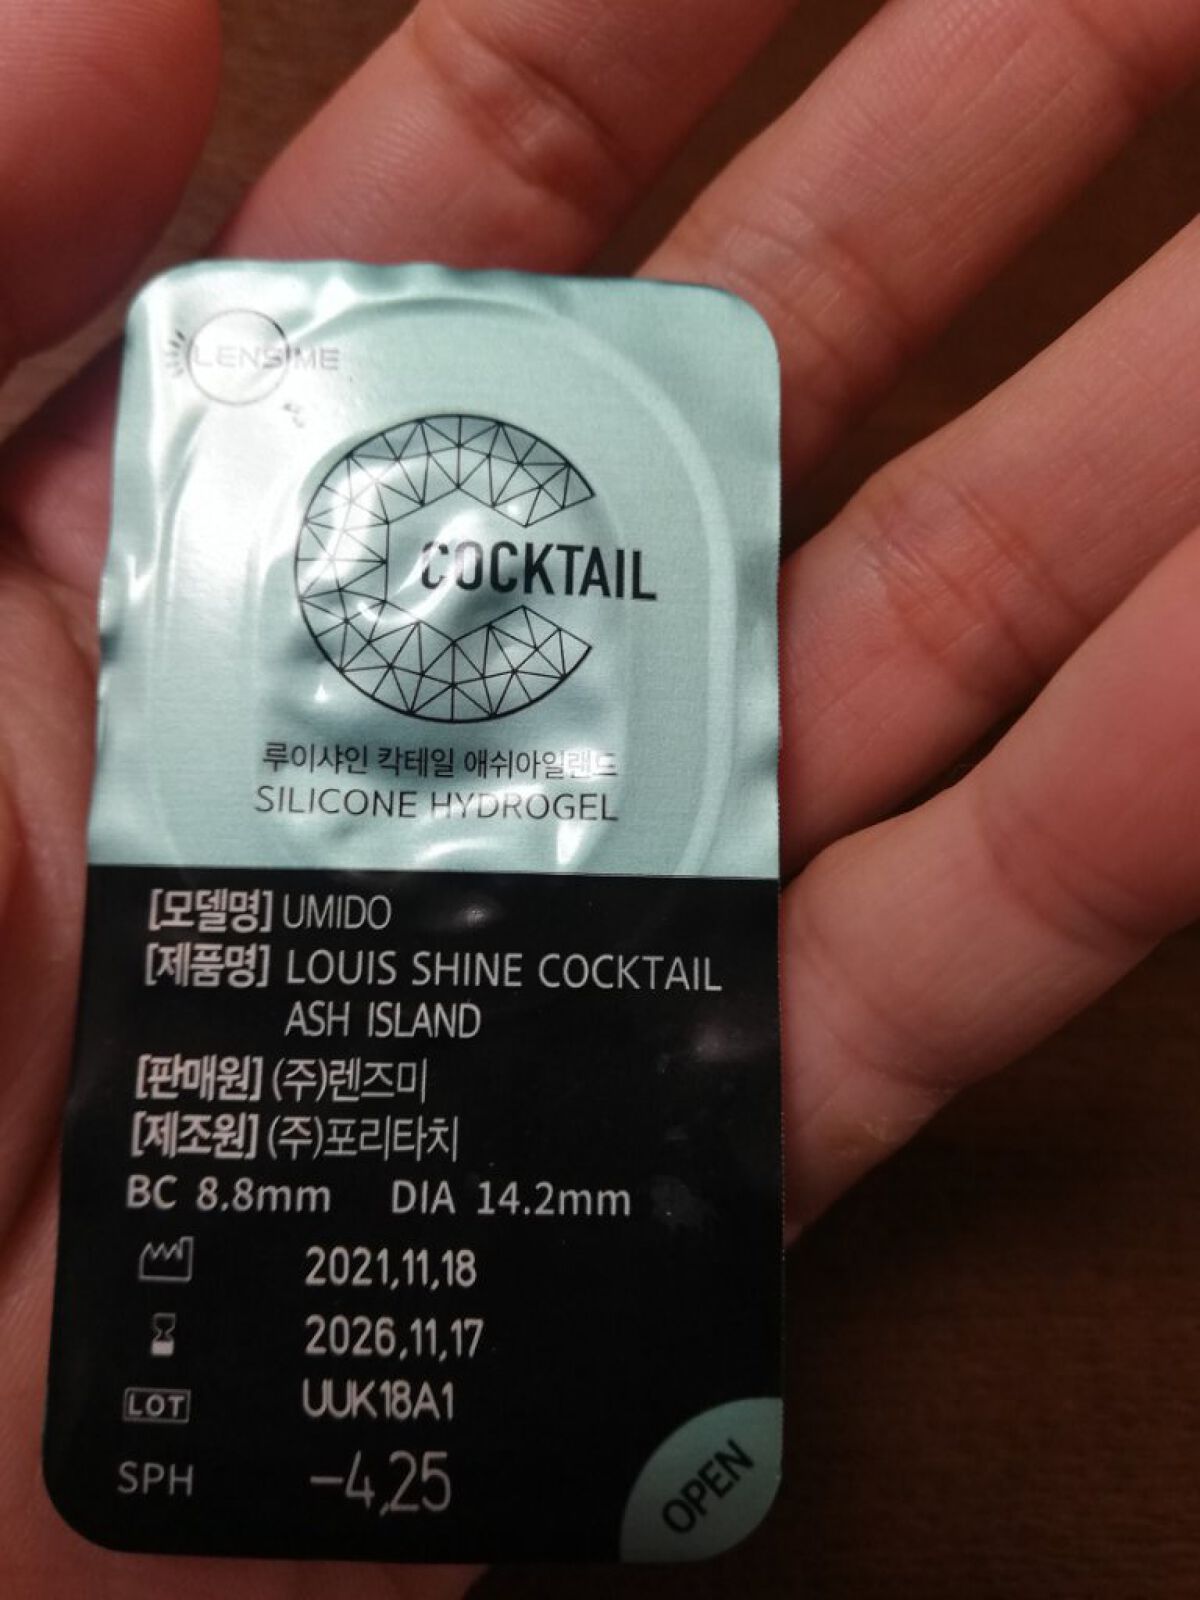 LENSME
COCKTAIL
루이샤인 칵테일 애쉬아일랜드
SILICONE HYDROGEL
[모델명] UMIDO
[제품명] LOUIS SHINE COCKTAIL
ASH ISLAND
[판매원] (주)렌즈미
[제조원] (주)포리타치
BC 8.8mm DIA 14.2mm
2021,11,18
2026,11,17
LOT UUK18A1
SPH -4,25
OPEN